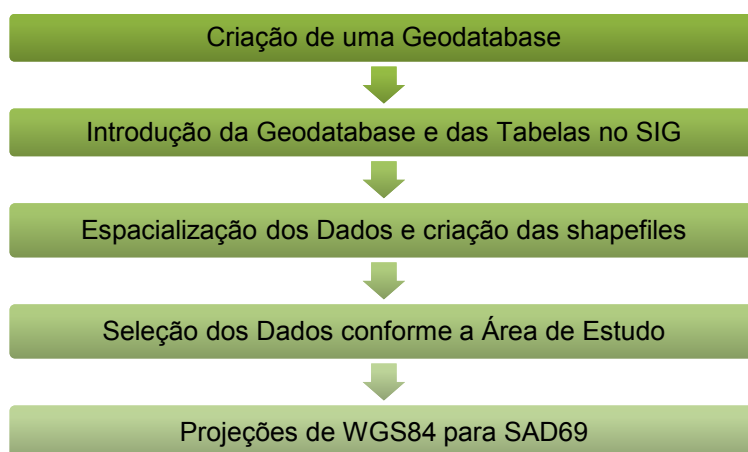 Criação de uma Geodatabase
Introdução da Geodatabase e das Tabelas no SIG
Espacialização dos Dados e criação das shapefiles
Seleção dos Dados conforme a Área de Estudo
Projeções de WGS84 para SAD69